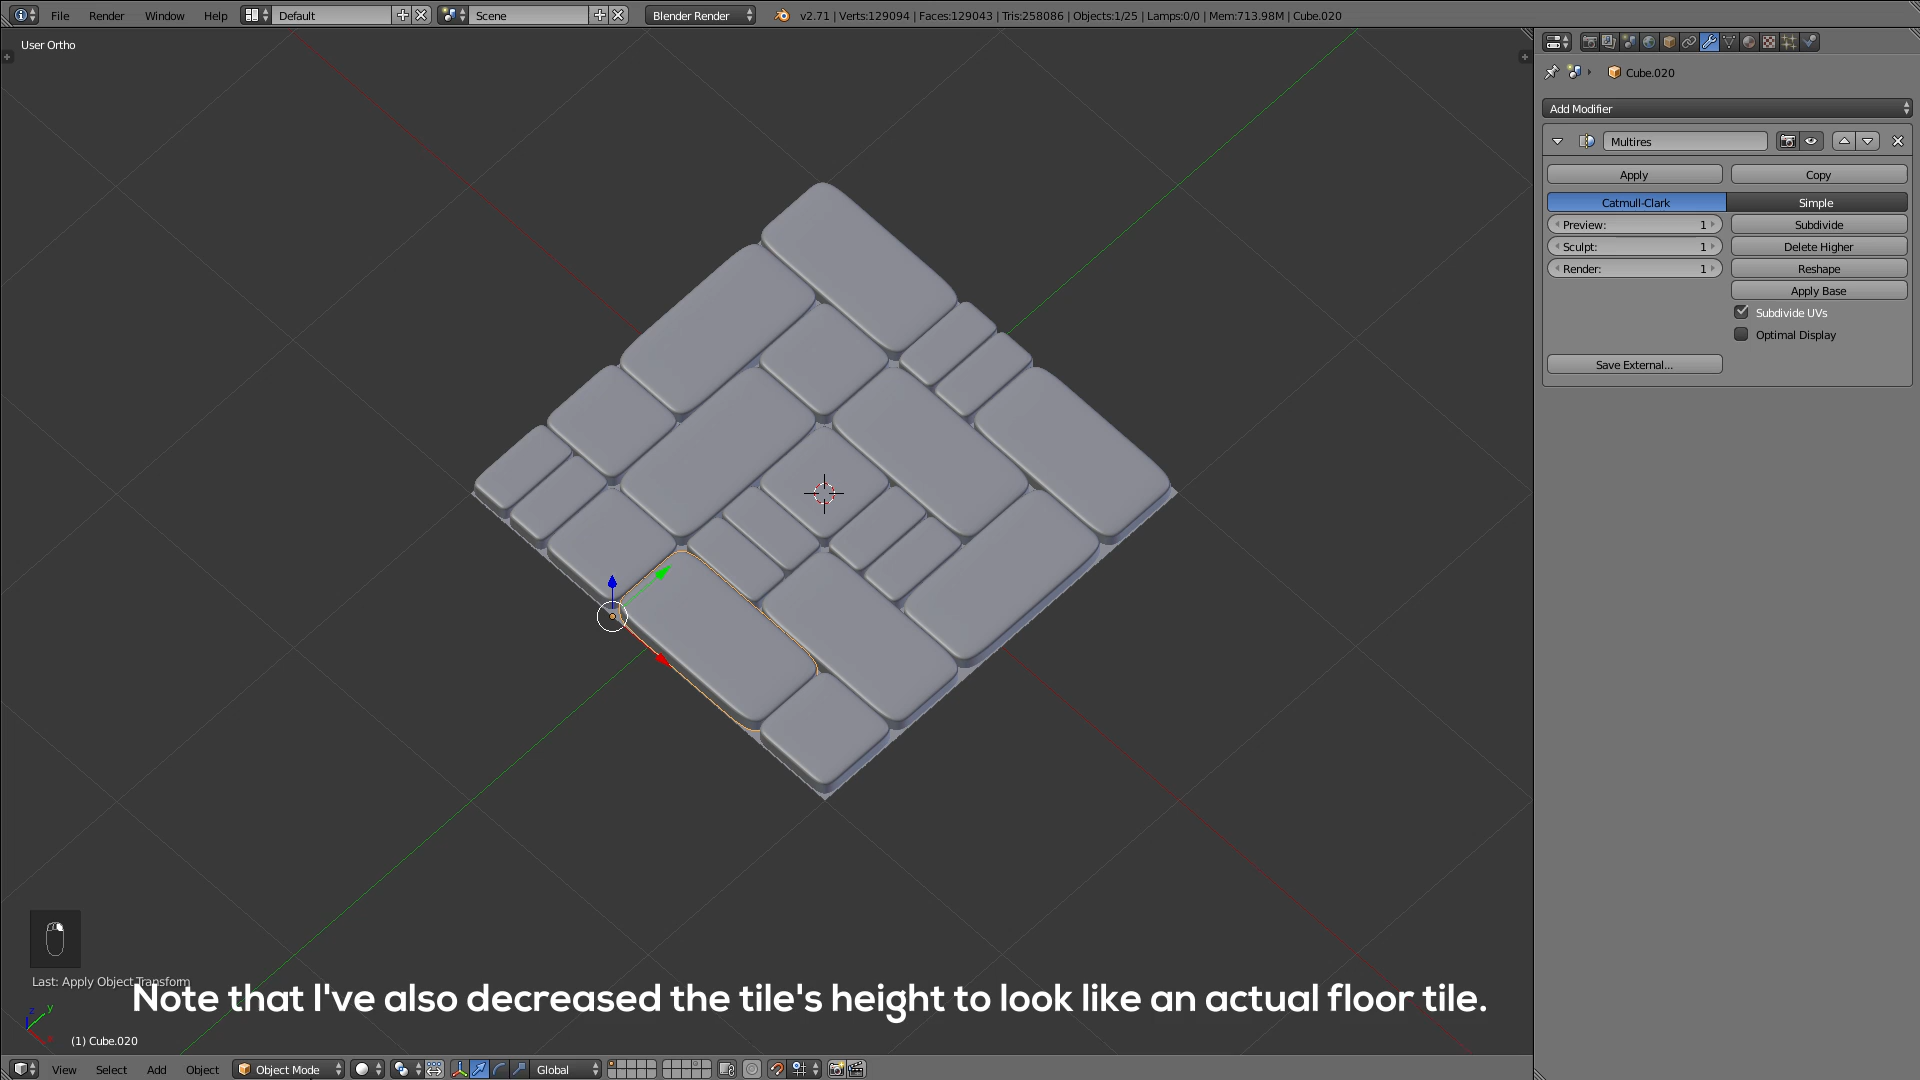 File Render Window Help Default Scene Blender Render v2.71 | Verts:129094 | Faces:129043 | Tris:258086 | Objects:1/25 | Lamps:0/0 | Mem:713.98M | Cube.020
User Ortho
Cube.020
Add Modifier
Multires
Apply Copy
Catmull-Clark Simple
Preview: 1 Subdivide
Sculpt: 1 Delete Higher
Render: 1 Reshape
Apply Base
Subdivide UVs
Optimal Display
Save External...
Last: Apply Object Transform
Note that I've also decreased the tile's height to look like an actual floor tile.
z y x
(1) Cube.020
View Select Add Object Object Mode Global